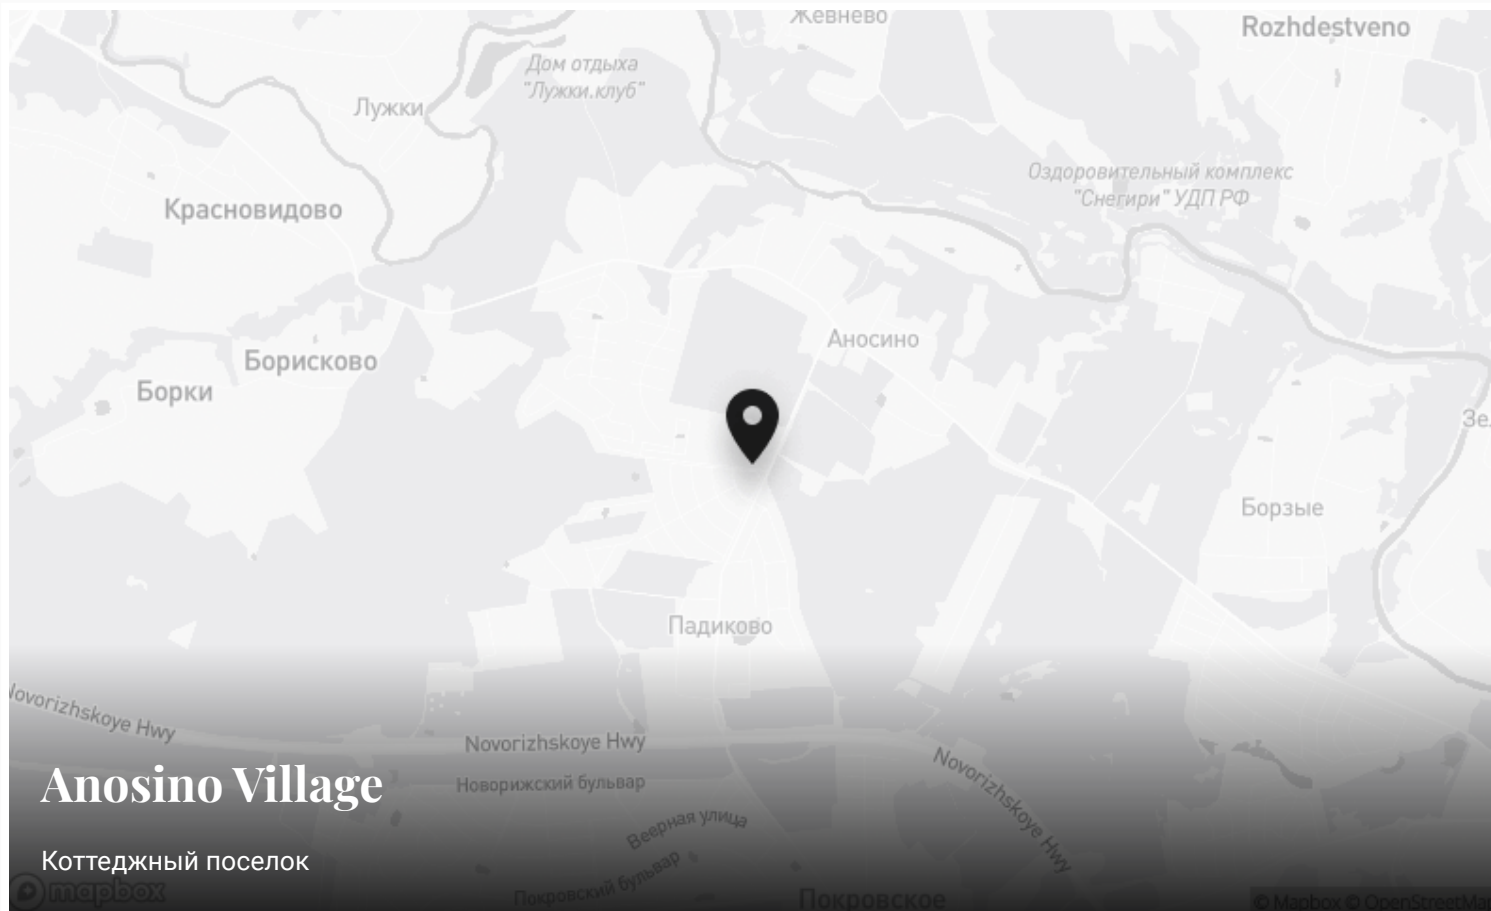 Жевнево
Rozhdestveno
Дом отдыха
"Лужки.клуб"
Лужки
Оздоровительный комплекс
"Снегири" УДП РФ
Красновидово
Аносино
Борисково
Борки
Борзые
Падиково
Novorizhskoye Hwy
Novorizhskoye Hwy
Novorizhskoye Hwy
Новорижский бульвар
Anosino Village
Веерная улица
Коттеджный поселок
Покровский бульвар
mapbox
Покровское
© Mapbox © OpenStreetMap